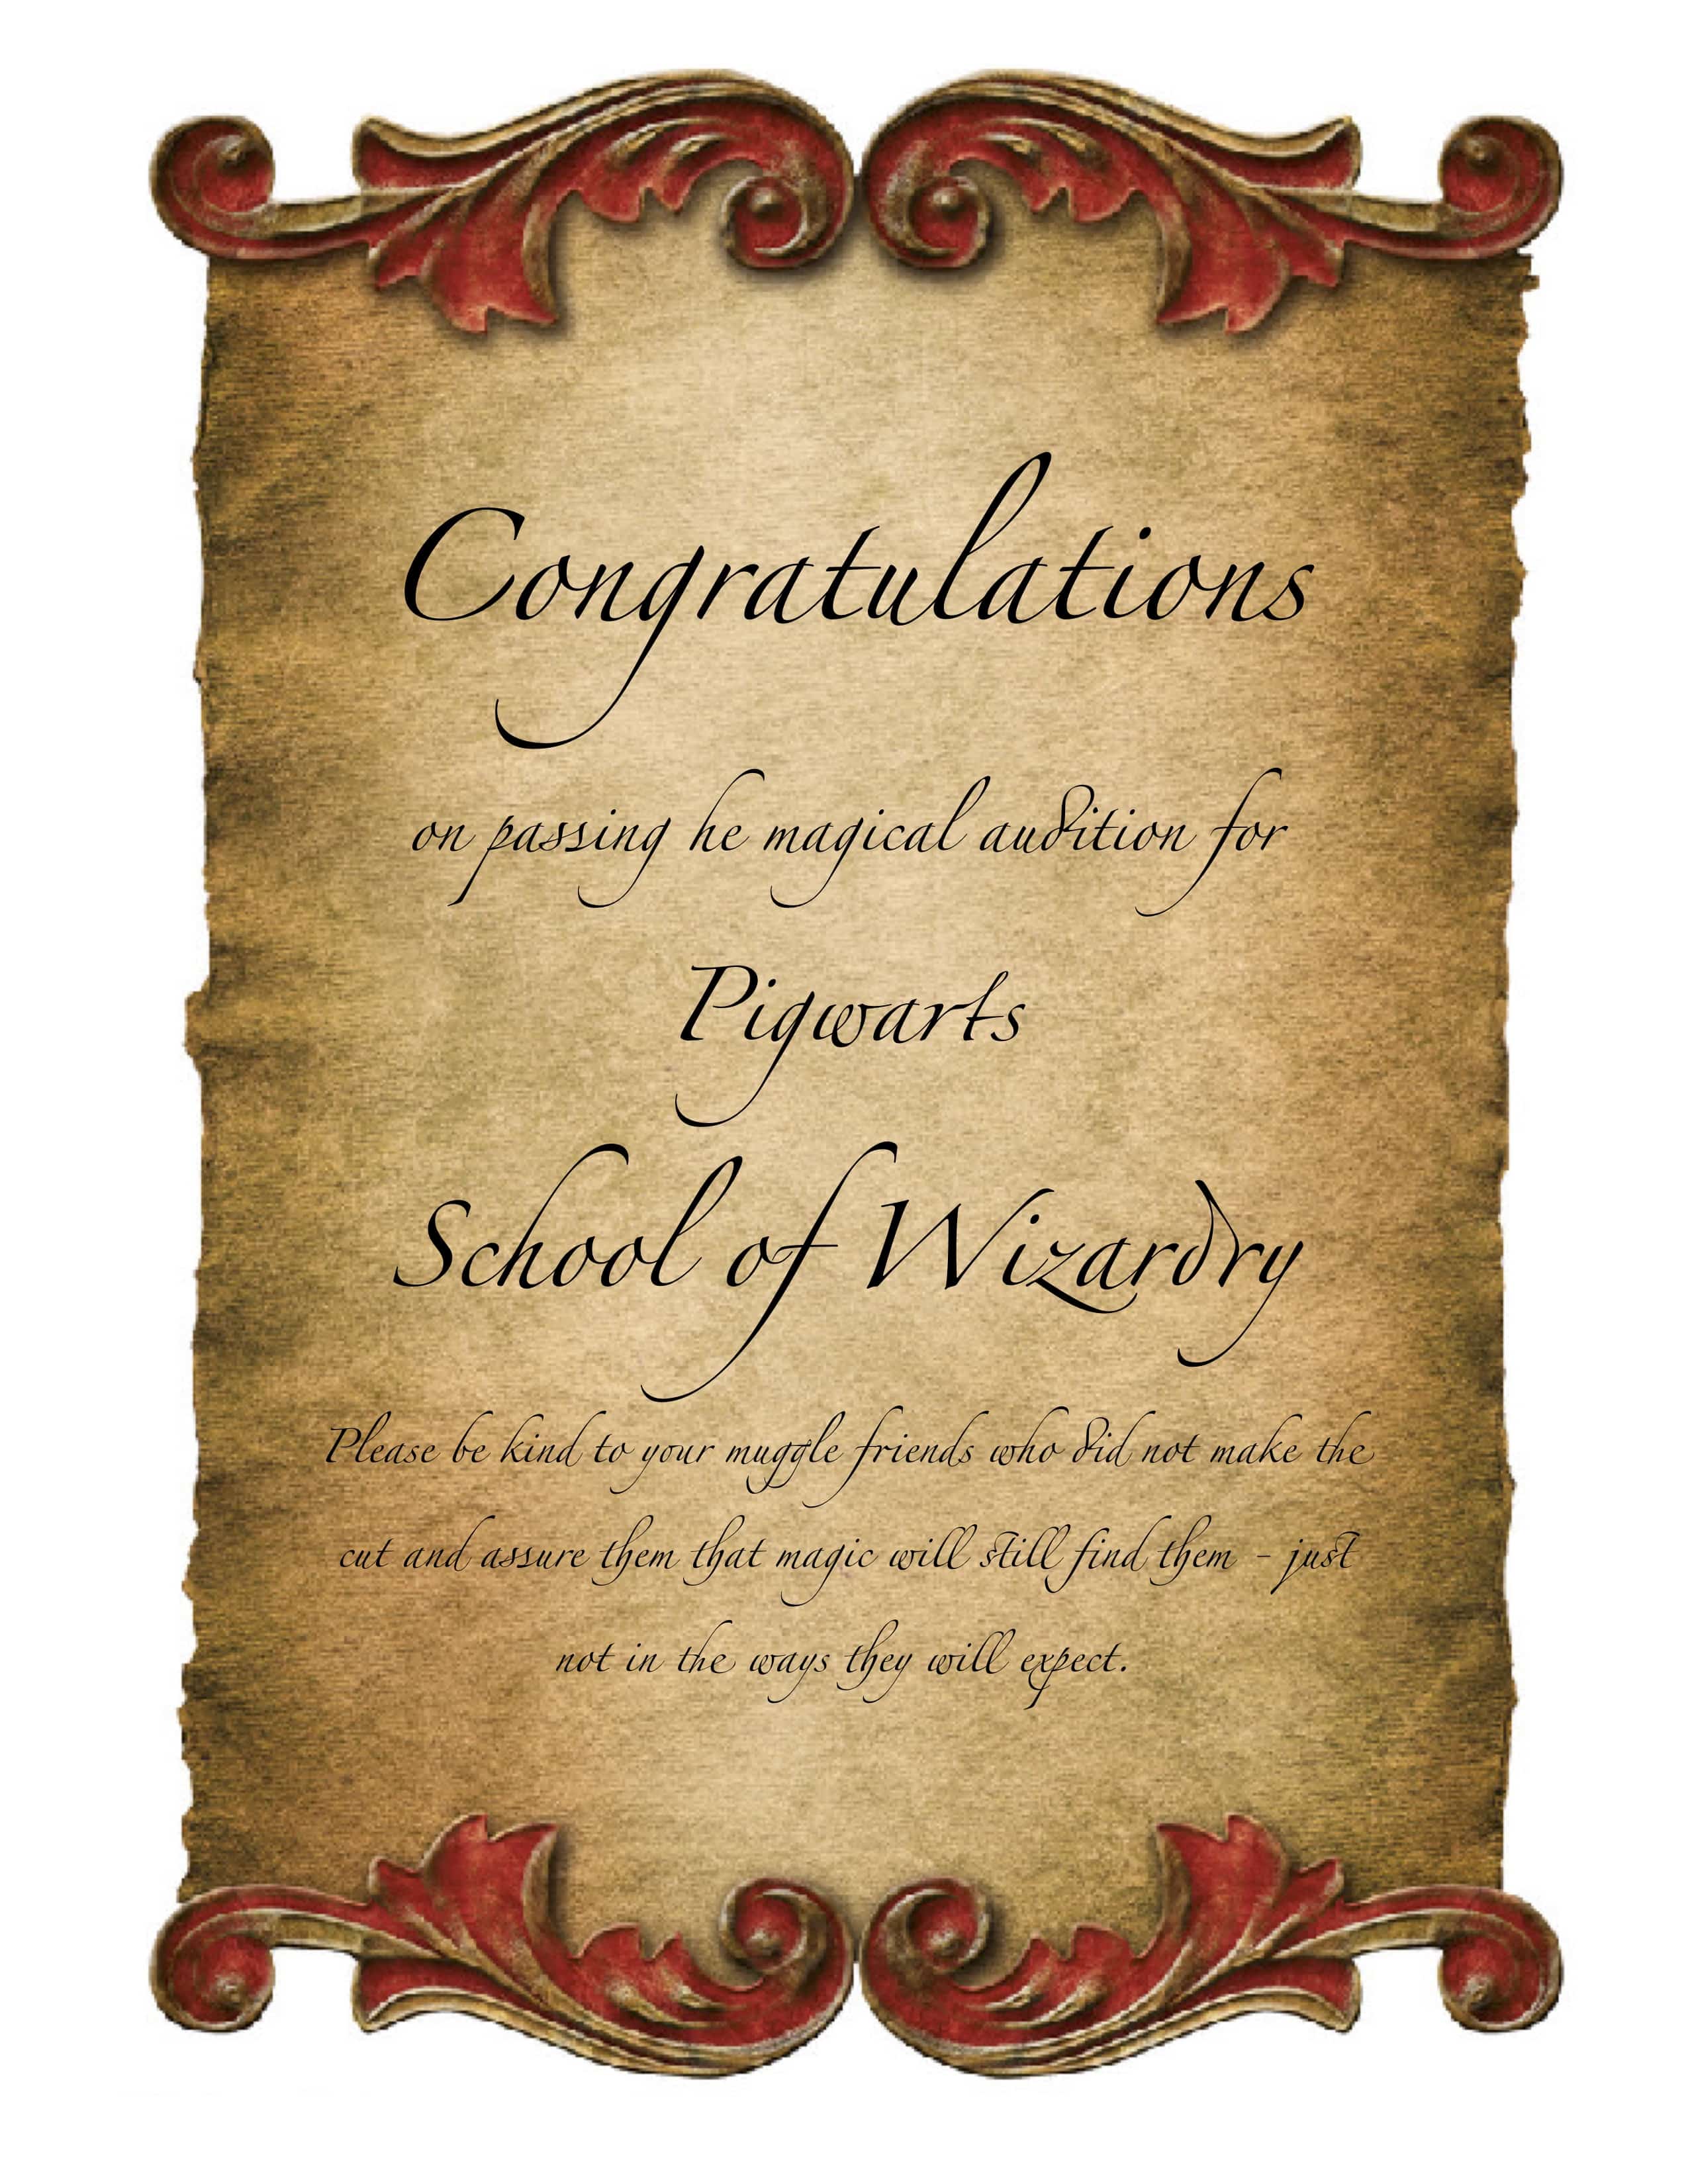 Congratulations
on passing he magical audition for
Pigwarts
School of Wizardry
Please be kind to your muggle friends who did not make the
cut and assure them that magic will still find them - just
not in the ways they will expect.